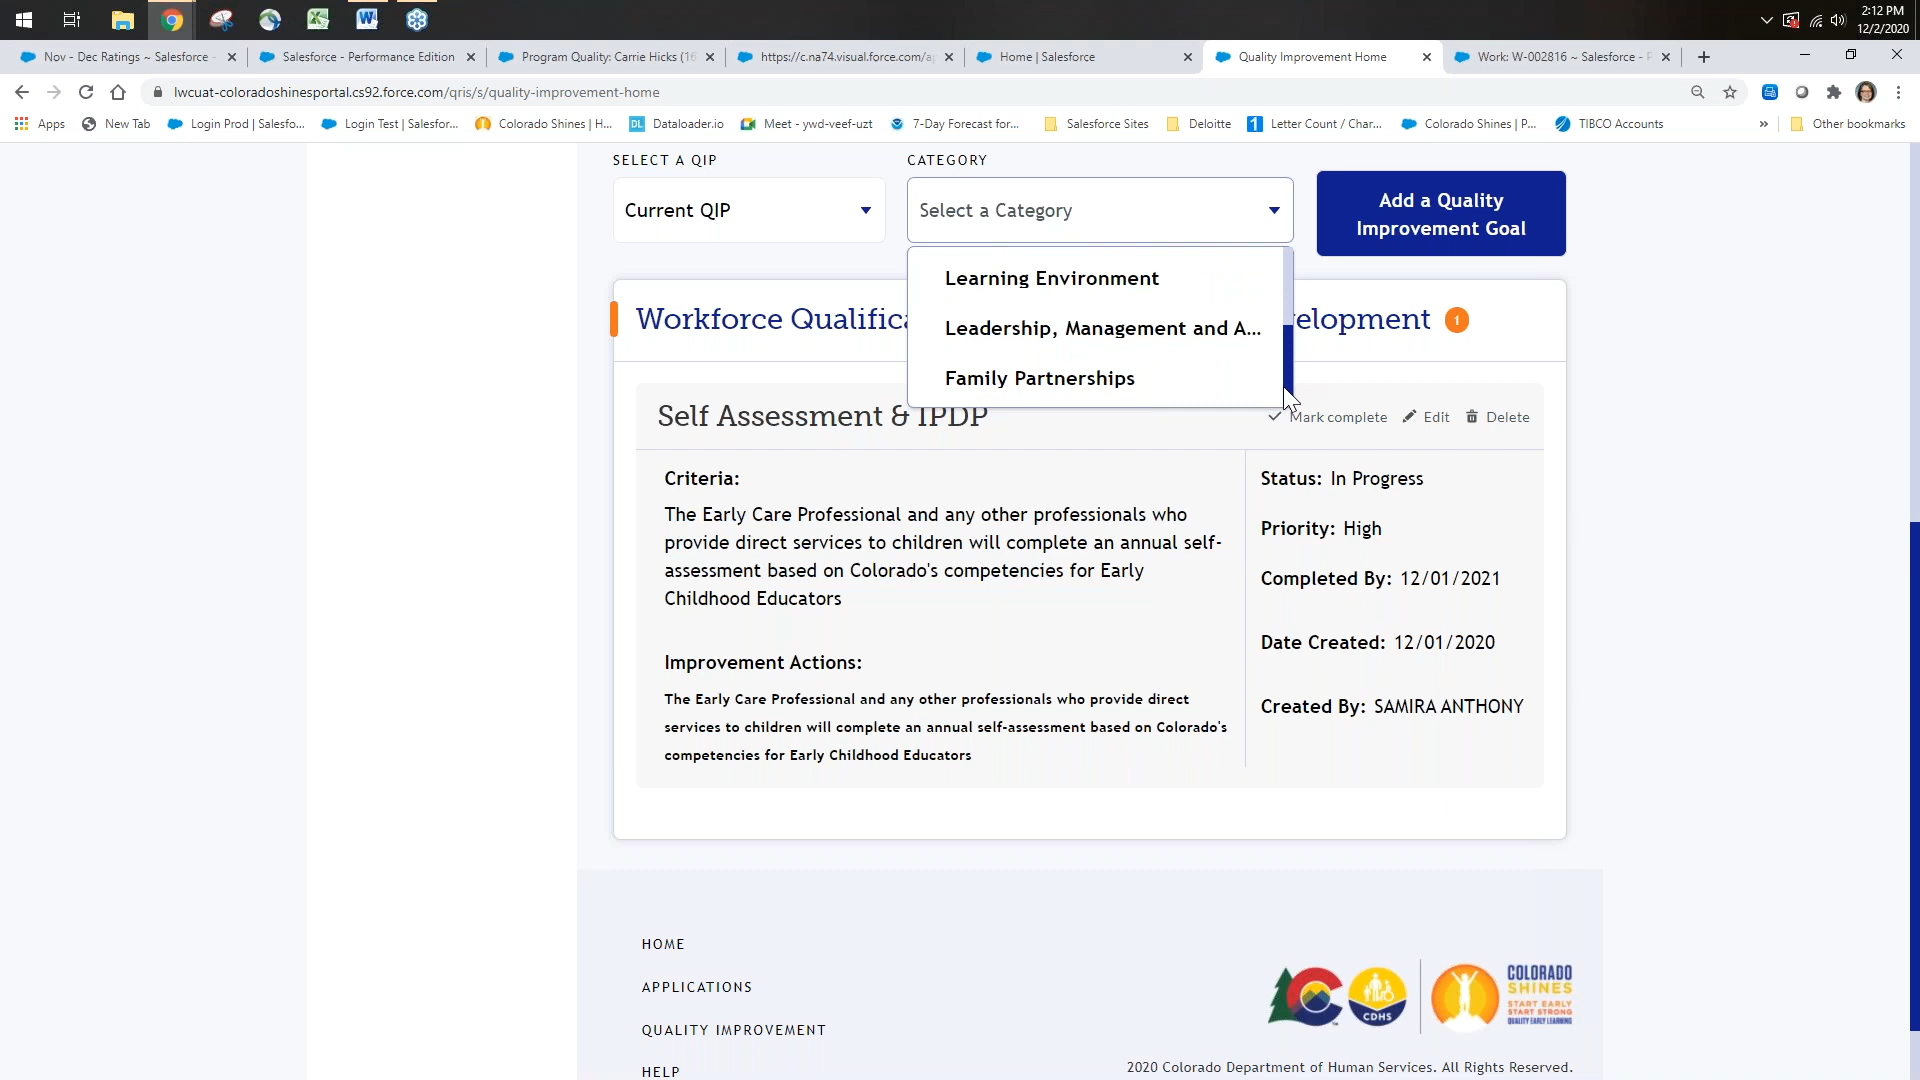 2:12 PM
12/2/2020
Nov - Dec Ratings ~ Salesforce -
Salesforce - Performance Edition
Program Quality: Carrie Hicks (16
https://c.na74.visual.force.com/a
Home | Salesforce
Quality Improvement Home
Work: W-002816 ~ Salesforce - P
lwcuat-coloradoshinesportal.cs92.force.com/qris/s/quality-improvement-home
Apps
New Tab
Login Prod | Salesfo...
Login Test | Salesfor...
Colorado Shines | H...
DL
Dataloader.io
Meet - ywd-veef-uzt
7-Day Forecast for...
Salesforce Sites
Deloitte
1
Letter Count / Char...
Colorado Shines | P...
TIBCO Accounts
»
Other bookmarks
SELECT A QIP
CATEGORY
Current QIP
Select a Category
Add a Quality
Improvement Goal
Learning Environment
Leadership, Management and A...
Family Partnerships
Workforce Qualifica
elopment
1
Self Assessment & IPDP
Mark complete
Edit
Delete
Criteria:
The Early Care Professional and any other professionals who
provide direct services to children will complete an annual self-
assessment based on Colorado's competencies for Early
Childhood Educators
Improvement Actions:
The Early Care Professional and any other professionals who provide direct
services to children will complete an annual self-assessment based on Colorado's
competencies for Early Childhood Educators
Status: In Progress
Priority: High
Completed By: 12/01/2021
Date Created: 12/01/2020
Created By: SAMIRA ANTHONY
HOME
APPLICATIONS
QUALITY IMPROVEMENT
HELP
CDHS
COLORADO
SHINES
START EARLY
START STRONG
QUALITY EARLY LEARNING
2020 Colorado Department of Human Services. All Rights Reserved.